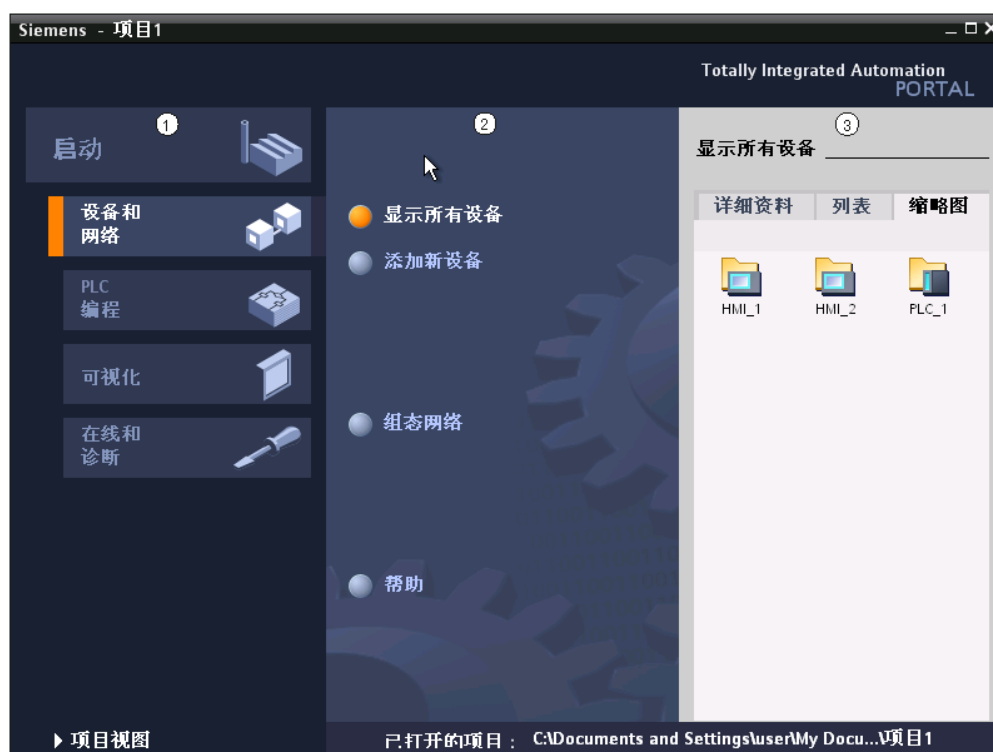 Siemens - 项目1
Totally Integrated Automation
PORTAL
①
启动
设备和
网络
PLC
编程
可视化
在线和
诊断
项目视图
②
显示所有设备
添加新设备
组态网络
帮助
③
显示所有设备
详细资料 列表 缩略图
HMI_1 HMI_2 PLC_1
已打开的项目： C:\Documents and Settings\user\My Docu...\项目1